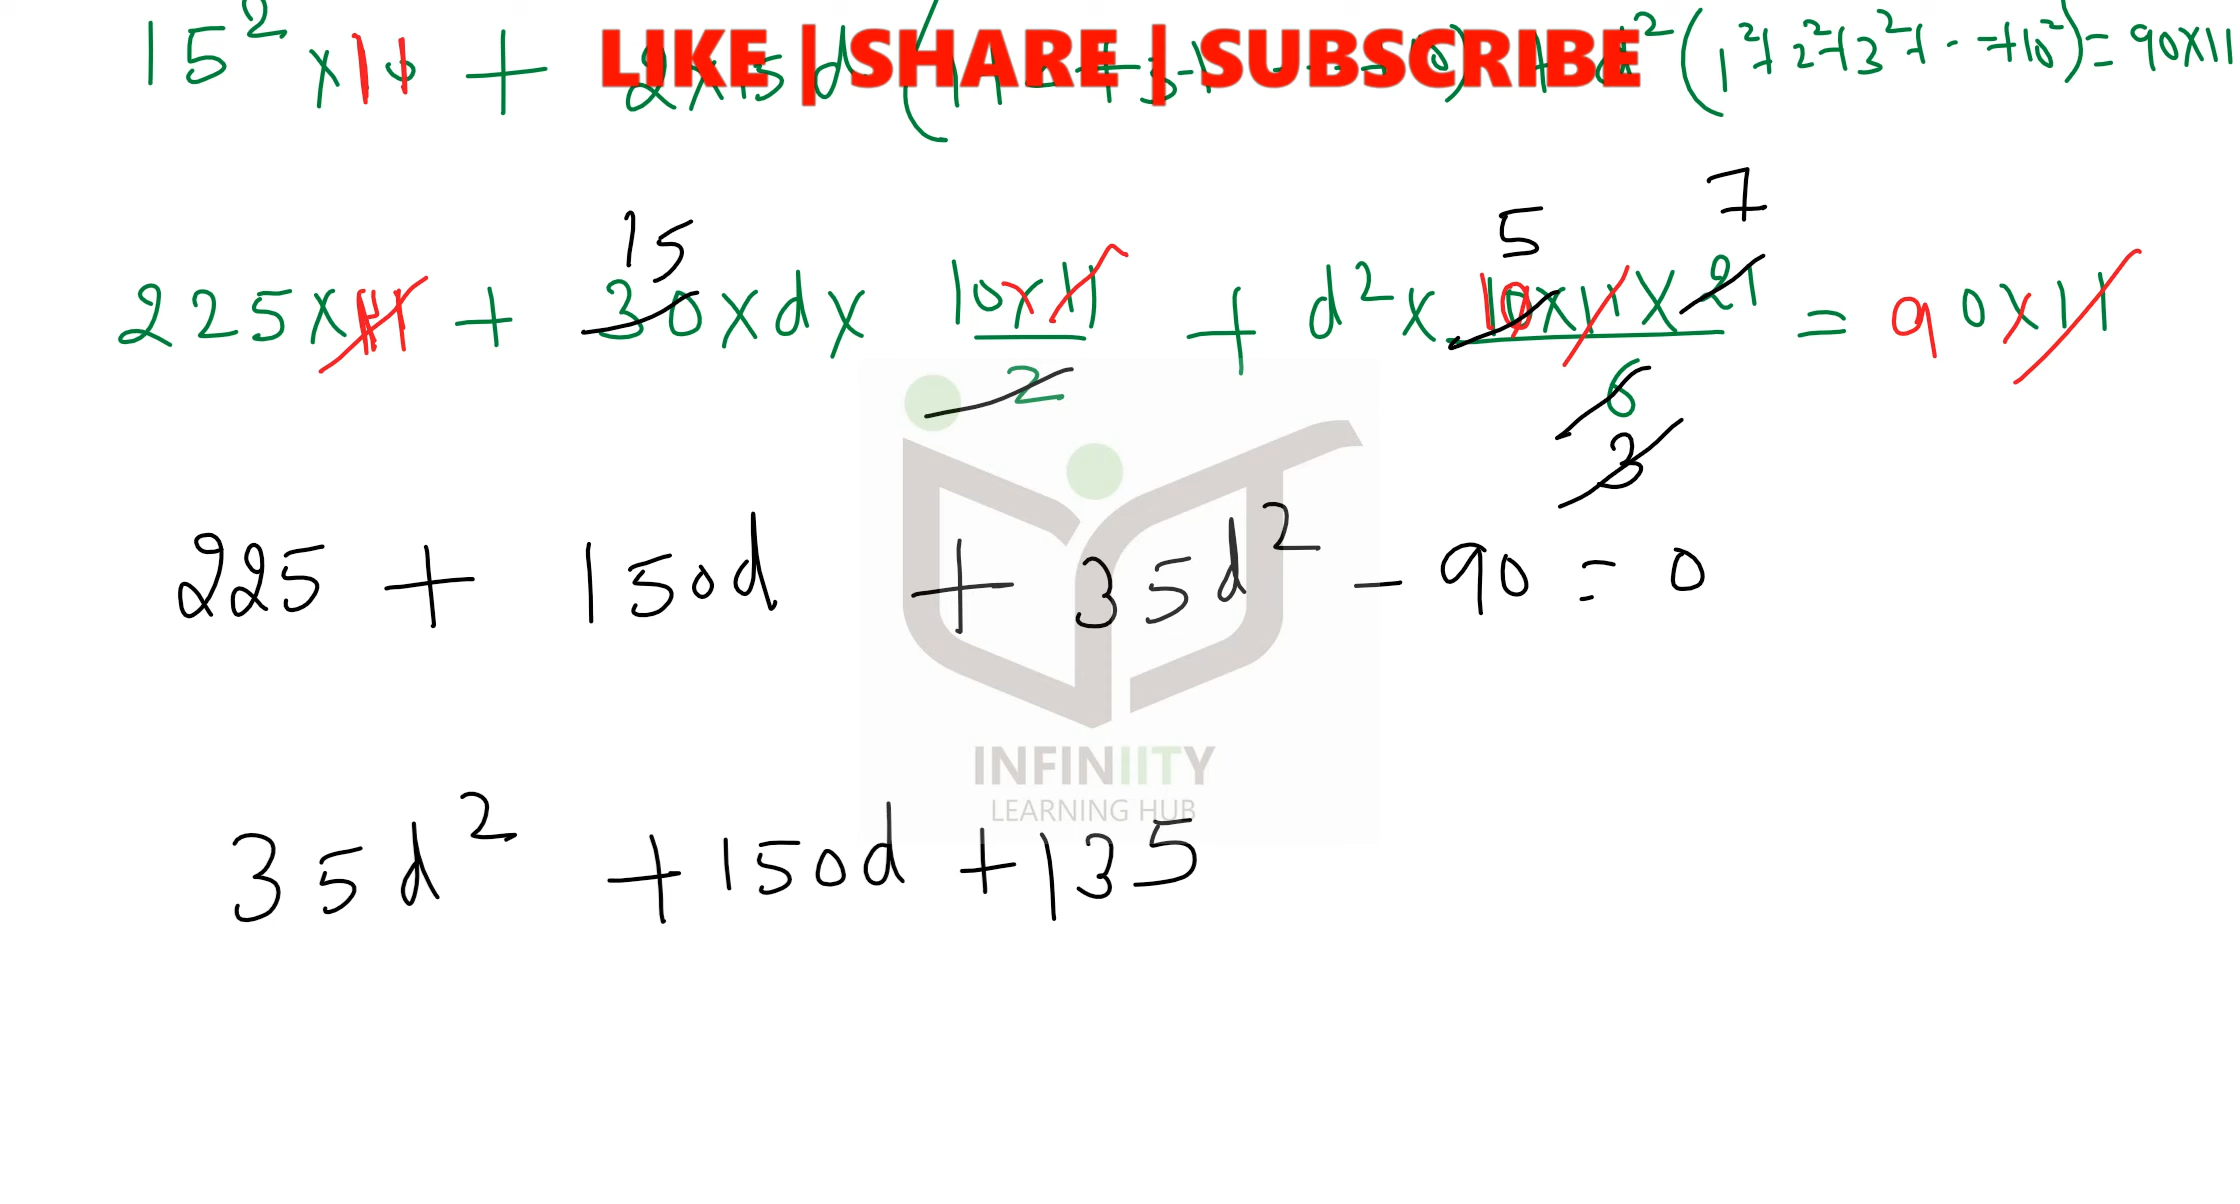 LIKE | SHARE | SUBSCRIBE
15² × 11 + 2×15d ( + d² (1²+2²+3²+---+10²) = 90×11
15 5 7
225×11 + 30×d× 10×11/2 + d²× 10×11×21/6 = 90×11
3
225 + 150d + 35d² - 90 = 0
INFINIITY
LEARNING HUB
35d² + 150d + 135